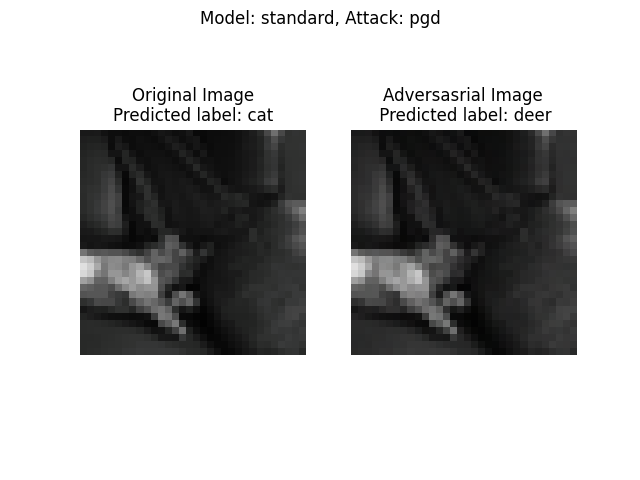 Model: standard, Attack: pgd
Original Image
Predicted label: cat
Adversasrial Image
Predicted label: deer